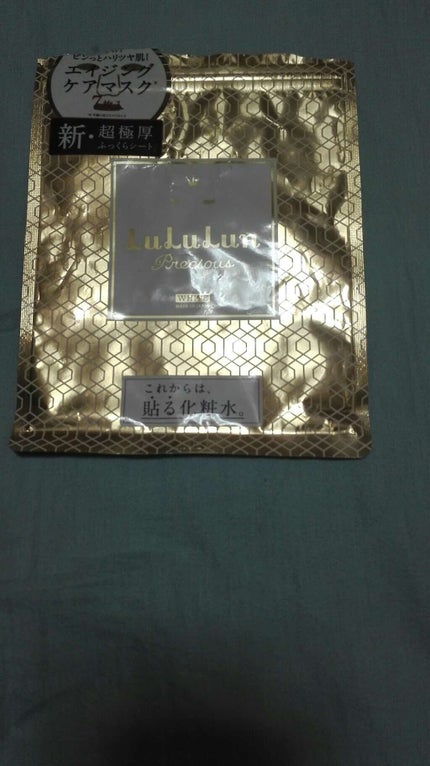 ピンっとハリツヤ肌!
エイジング
ケアマスク
新・超極厚
ふっくらシート
LuLuLun
Precious
WHITE
これからは、
貼る化粧水。